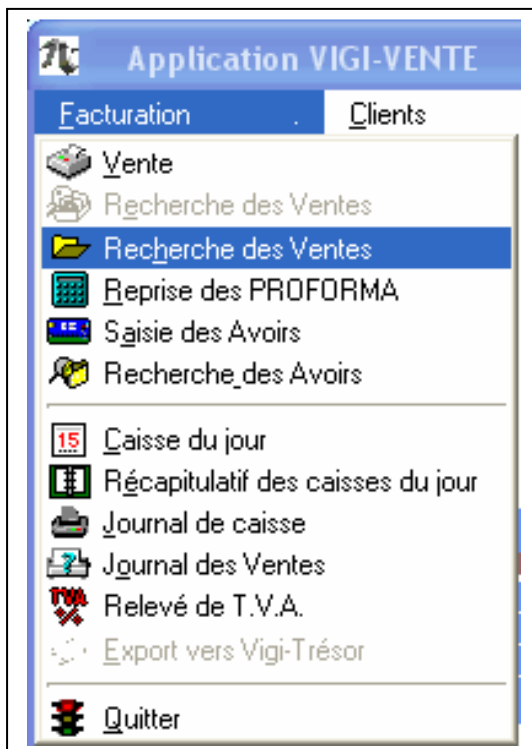 Application VIGI-VENTE
Facturation . Clients
Vente
Recherche des Ventes
Recherche des Ventes
Reprise des PROFORMA
Saisie des Avoirs
Recherche_des Avoirs
15 Caisse du jour
Récapitulatif des caisses du jour
Journal de caisse
Journal des Ventes
TVA % Relevé de T.V.A.
Export vers Vigi-Trésor
Quitter